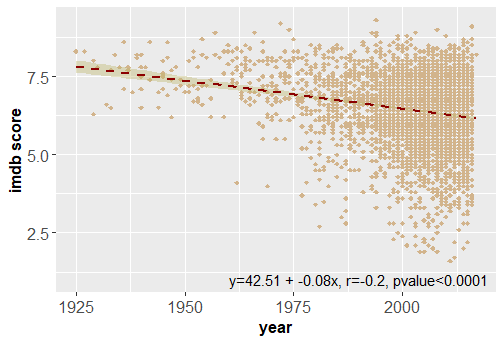 imdb score
7.5
5.0
2.5
y=42.51 + -0.08x, r=-0.2, pvalue<0.0001
1925 1950 1975 2000
year